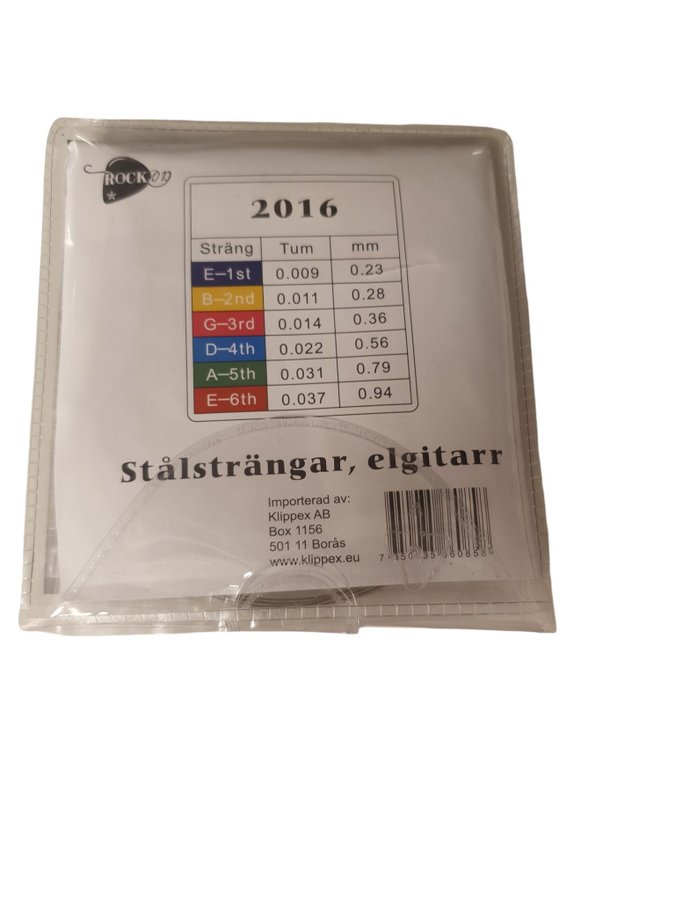 ROCK on
2016
Sträng Tum mm
E–1st 0.009 0.23
B–2nd 0.011 0.28
G–3rd 0.014 0.36
D–4th 0.022 0.56
A–5th 0.031 0.79
E–6th 0.037 0.94
Stålsträngar, elgitarr
Importerad av:
Klippex AB
Box 1156
501 11 Borås
www.klippex.eu